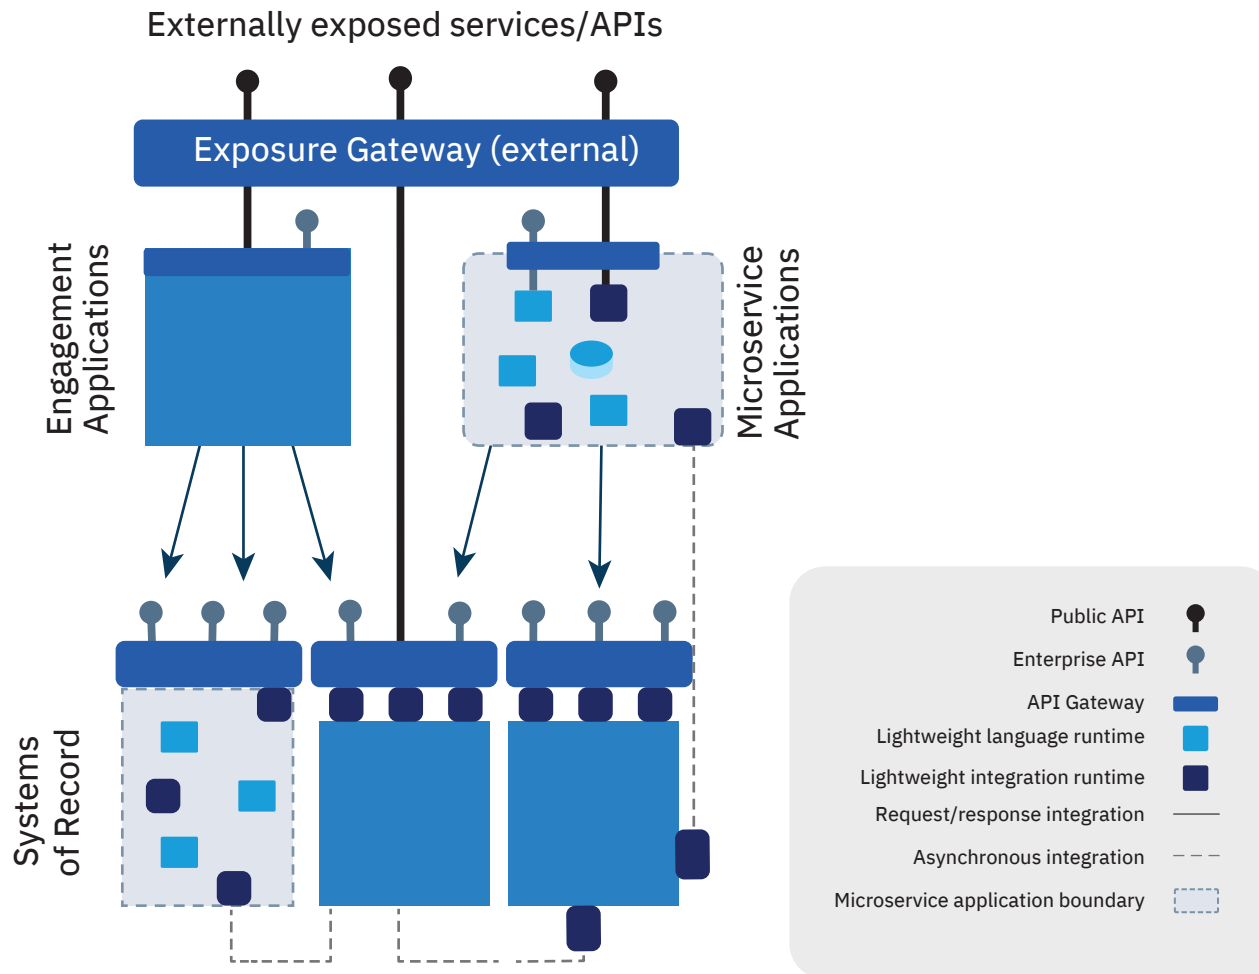 Externally exposed services/APIs
Exposure Gateway (external)
Engagement
Applications
Microservice
Applications
Systems
of Record
Public API
Enterprise API
API Gateway
Lightweight language runtime
Lightweight integration runtime
Request/response integration
Asynchronous integration
Microservice application boundary